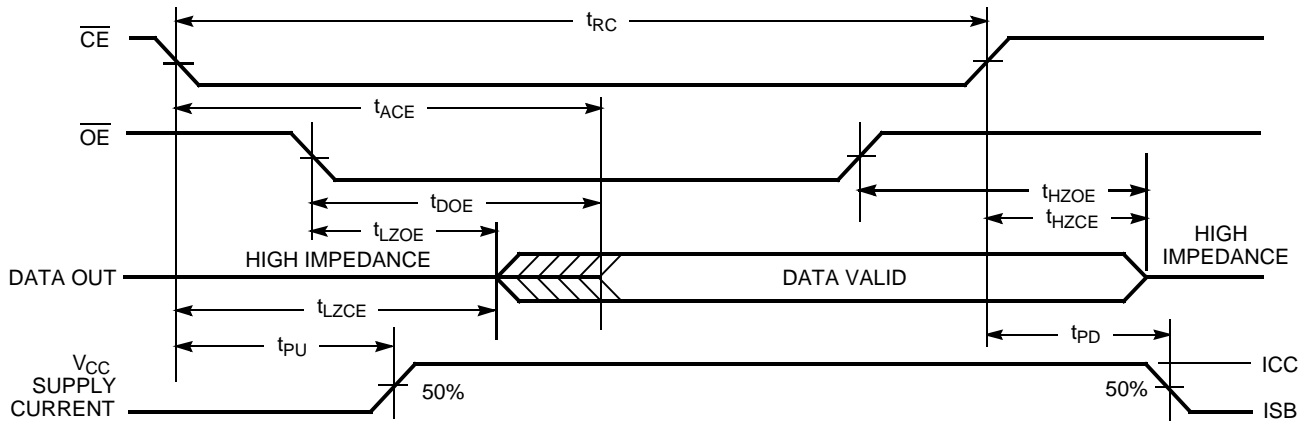 tRC
CE
tACE
OE
tHZOE
tDOE
tHZCE
tLZOE
HIGH
IMPEDANCE
HIGH IMPEDANCE
DATA OUT
DATA VALID
tLZCE
tPU
tPD
VCC
SUPPLY
CURRENT
50%
50%
ICC
ISB